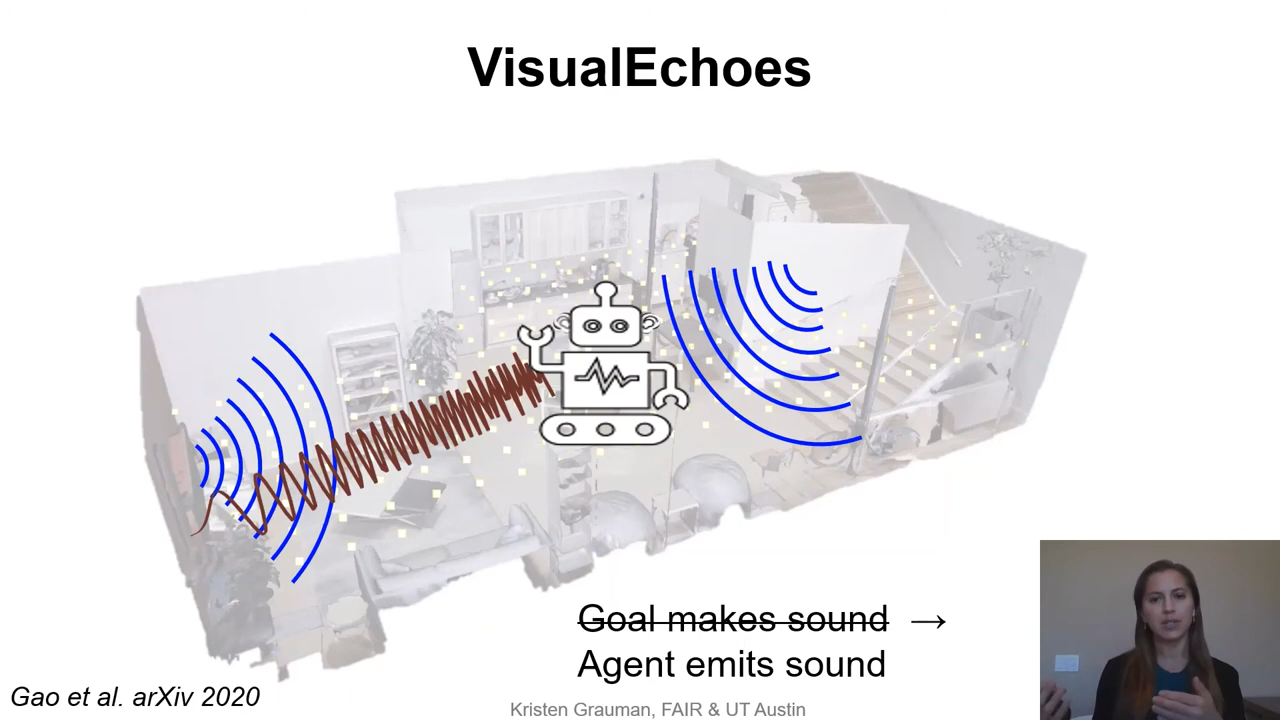 VisualEchoes
Goal makes sound →
Agent emits sound
Gao et al. arXiv 2020
Kristen Grauman, FAIR & UT Austin